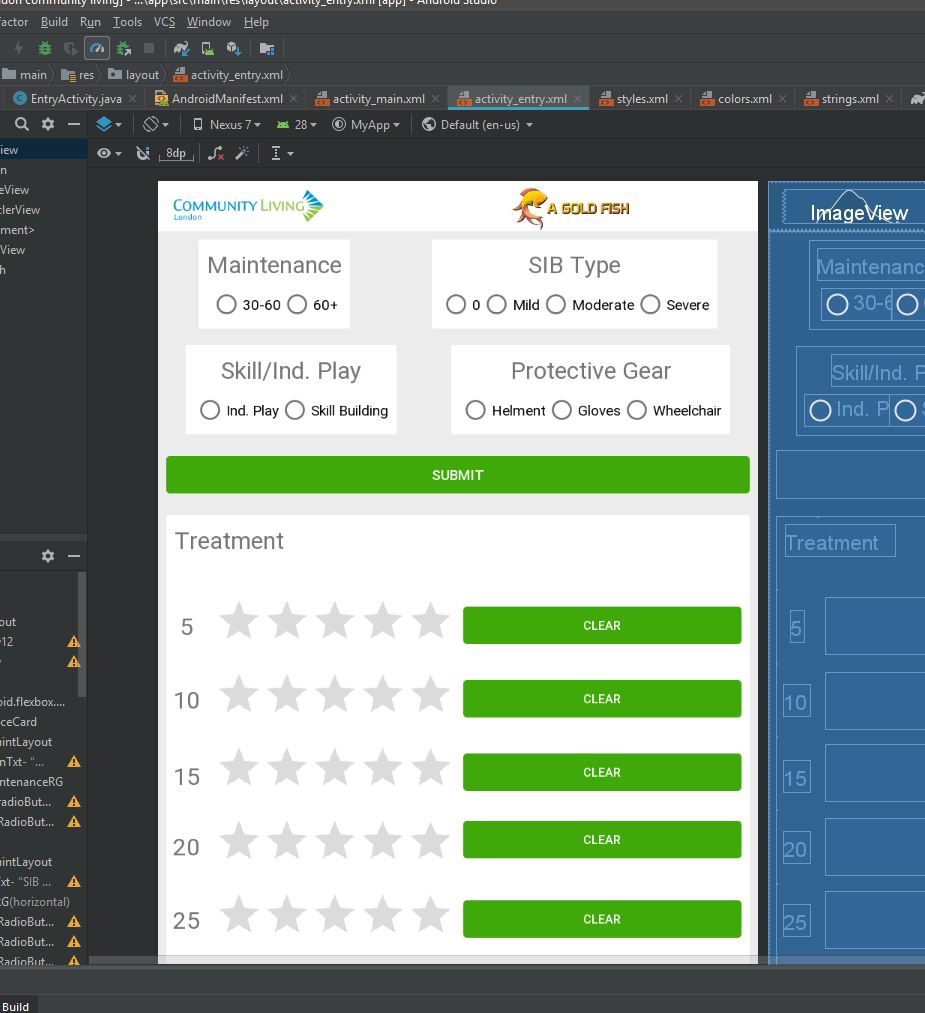 ndon community living] - ...\app\src\main\res\layout\activity_entry.xml [app] - Android Studio
factor Build Run Tools VCS Window Help
main res layout activity_entry.xml
EntryActivity.java AndroidManifest.xml activity_main.xml activity_entry.xml styles.xml colors.xml strings.xml
Nexus 7 28 MyApp Default (en-us)
8dp
iew
n
eView
clerView
ment>
View
h
COMMUNITY LIVING
London
A GOLD FISH
Maintenance
30-60 60+
SIB Type
0 Mild Moderate Severe
Skill/Ind. Play
Ind. Play Skill Building
Protective Gear
Helment Gloves Wheelchair
SUBMIT
Treatment
5 CLEAR
10 CLEAR
15 CLEAR
20 CLEAR
25 CLEAR
ImageView
Maintenanc
30-6
Skill/Ind. P
Ind. P
Treatment
5
10
15
20
25
out
12
oid.flexbox....
ceCard
aintLayout
nTxt- "...
ntenanceRG
radioBut...
RadioBut...
aintLayout
Txt- "SIB ...
RG(horizontal)
RadioBut...
RadioBut...
RadioBut...
Build